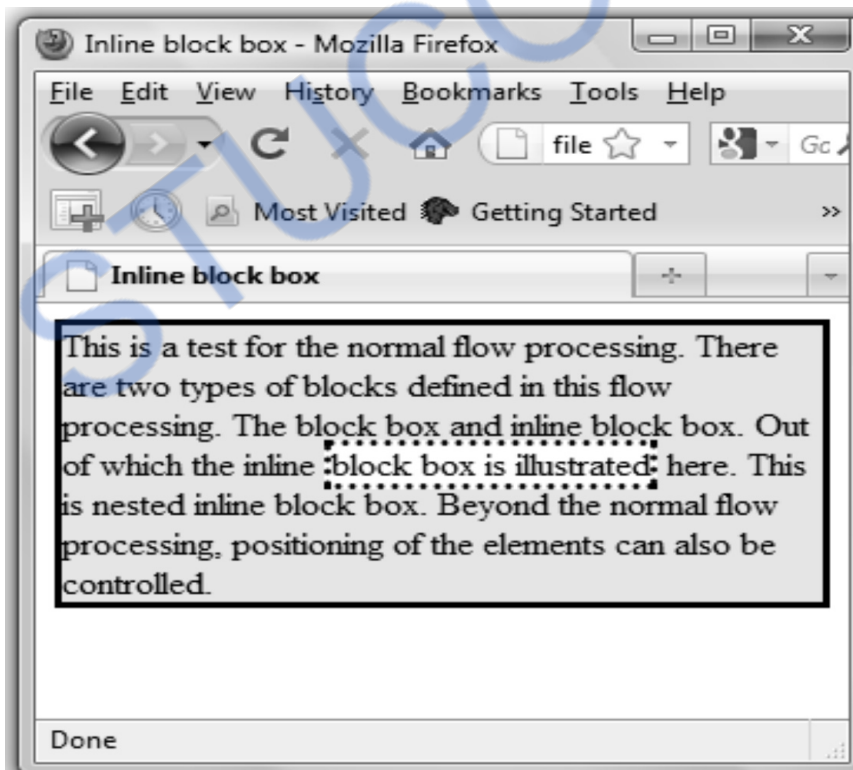 Inline block box - Mozilla Firefox
File Edit View History Bookmarks Tools Help
file
Most Visited Getting Started »
Inline block box
This is a test for the normal flow processing. There
are two types of blocks defined in this flow
processing. The block box and inline block box. Out
of which the inline block box is illustrated here. This
is nested inline block box. Beyond the normal flow
processing, positioning of the elements can also be
controlled.
Done